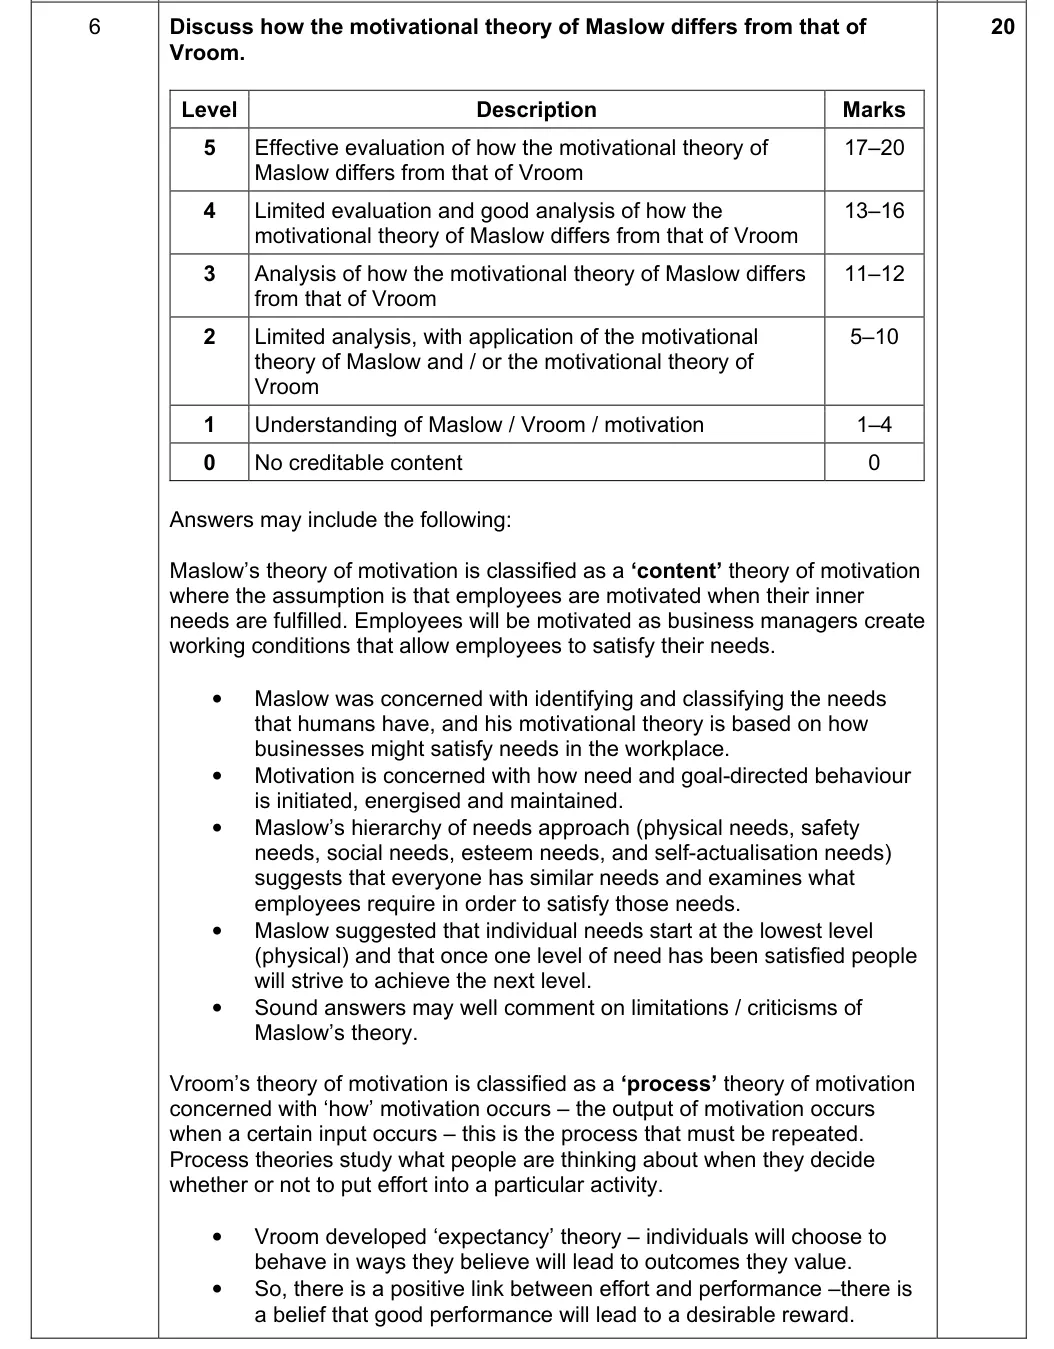 6
Discuss how the motivational theory of Maslow differs from that of
Vroom.
20
Level Description Marks
5 Effective evaluation of how the motivational theory of
Maslow differs from that of Vroom 17–20
4 Limited evaluation and good analysis of how the
motivational theory of Maslow differs from that of Vroom 13–16
3 Analysis of how the motivational theory of Maslow differs
from that of Vroom 11–12
2 Limited analysis, with application of the motivational
theory of Maslow and / or the motivational theory of
Vroom 5–10
1 Understanding of Maslow / Vroom / motivation 1–4
0 No creditable content 0
Answers may include the following:
Maslow’s theory of motivation is classified as a ‘content’ theory of motivation
where the assumption is that employees are motivated when their inner
needs are fulfilled. Employees will be motivated as business managers create
working conditions that allow employees to satisfy their needs.
• Maslow was concerned with identifying and classifying the needs
that humans have, and his motivational theory is based on how
businesses might satisfy needs in the workplace.
• Motivation is concerned with how need and goal-directed behaviour
is initiated, energised and maintained.
• Maslow’s hierarchy of needs approach (physical needs, safety
needs, social needs, esteem needs, and self-actualisation needs)
suggests that everyone has similar needs and examines what
employees require in order to satisfy those needs.
• Maslow suggested that individual needs start at the lowest level
(physical) and that once one level of need has been satisfied people
will strive to achieve the next level.
• Sound answers may well comment on limitations / criticisms of
Maslow’s theory.
Vroom’s theory of motivation is classified as a ‘process’ theory of motivation
concerned with ‘how’ motivation occurs – the output of motivation occurs
when a certain input occurs – this is the process that must be repeated.
Process theories study what people are thinking about when they decide
whether or not to put effort into a particular activity.
• Vroom developed ‘expectancy’ theory – individuals will choose to
behave in ways they believe will lead to outcomes they value.
• So, there is a positive link between effort and performance –there is
a belief that good performance will lead to a desirable reward.